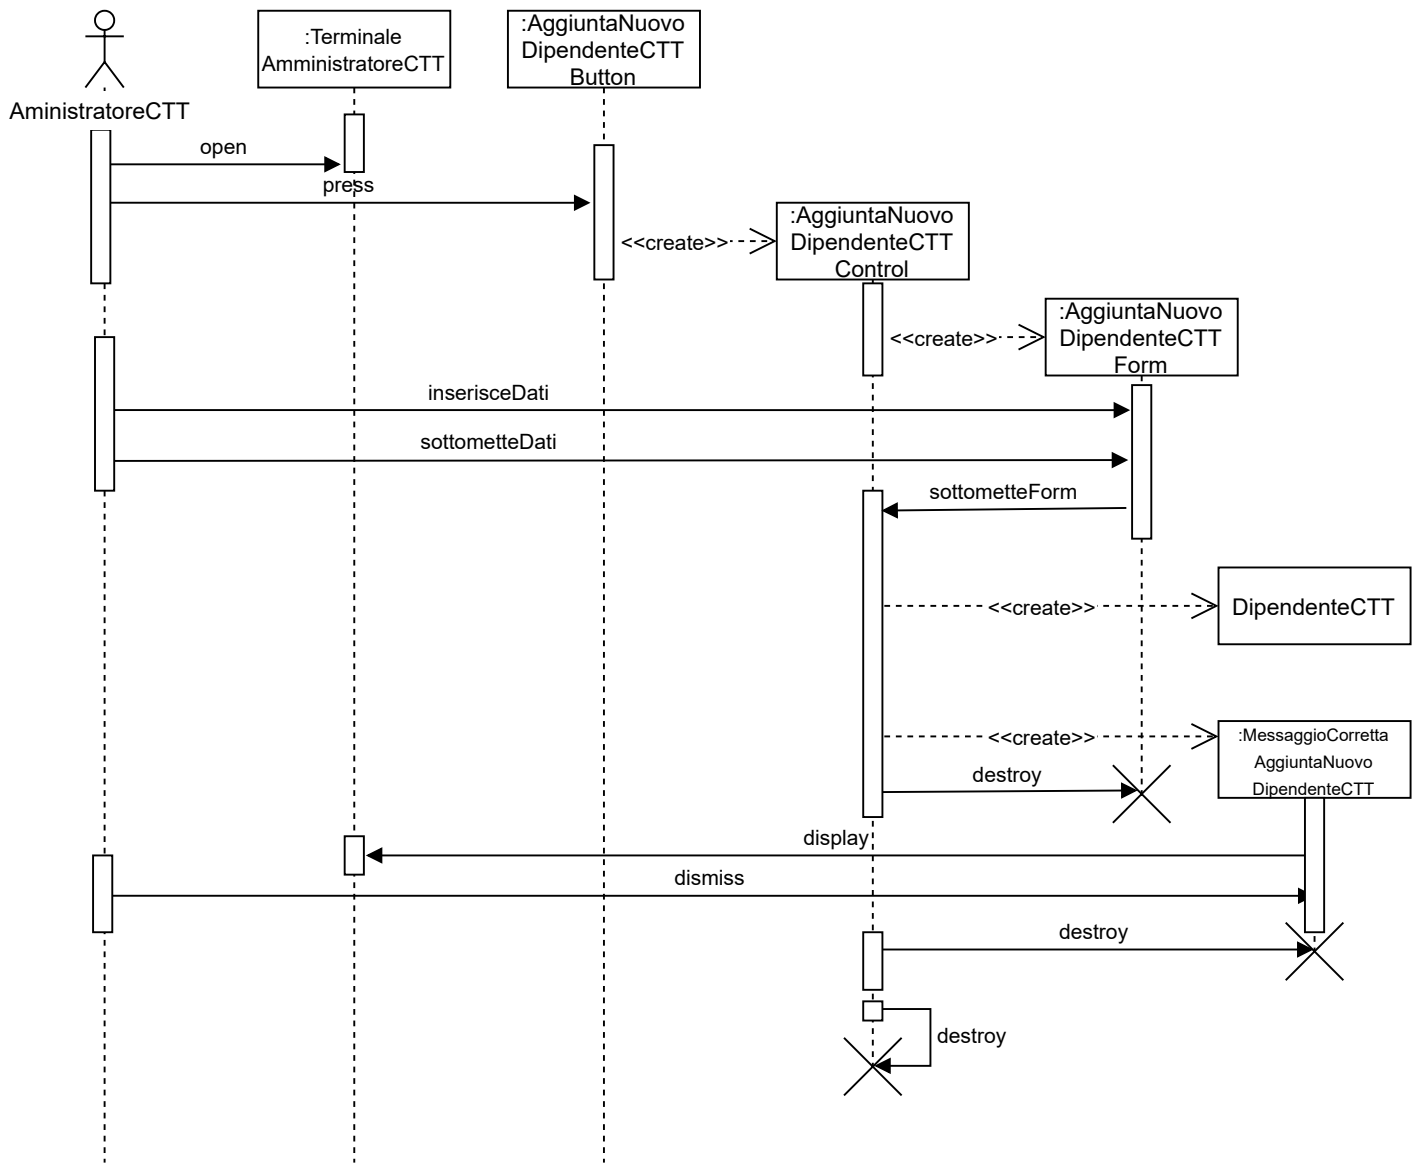 :Terminale
AmministratoreCTT
:AggiuntaNuovo
DipendenteCTT
Button
AministratoreCTT
open
press
:AggiuntaNuovo
DipendenteCTT
Control
<<create>>
:AggiuntaNuovo
DipendenteCTT
Form
<<create>>
inserisceDati
sottometteDati
sottometteForm
<<create>>
DipendenteCTT
<<create>>
:MessaggioCorretta
AggiuntaNuovo
DipendenteCTT
destroy
display
dismiss
destroy
destroy